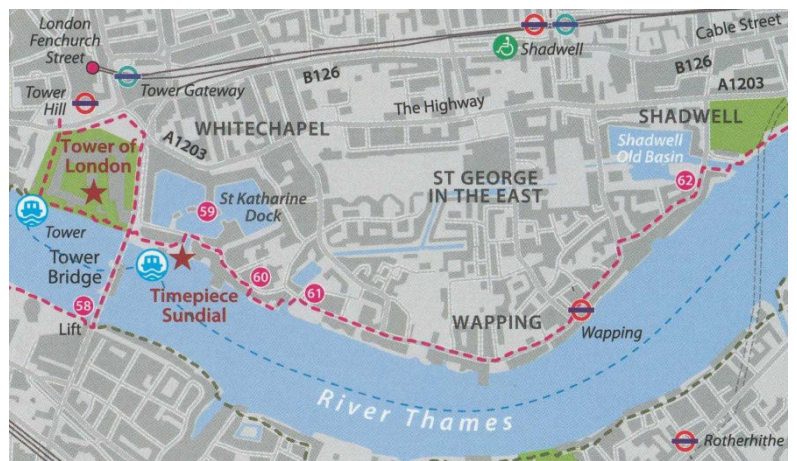 London
Fenchurch
Street
Tower
Hill
Tower Gateway
B126
Shadwell
Cable Street
B126
A1203
The Highway
SHADWELL
WHITECHAPEL
A1203
Tower of
London
Shadwell
Old Basin
ST GEORGE
IN THE EAST
St Katharine
Dock
59
62
Tower
Tower
Bridge
60
61
58
Lift
Timepiece
Sundial
WAPPING
Wapping
River Thames
Rotherhithe